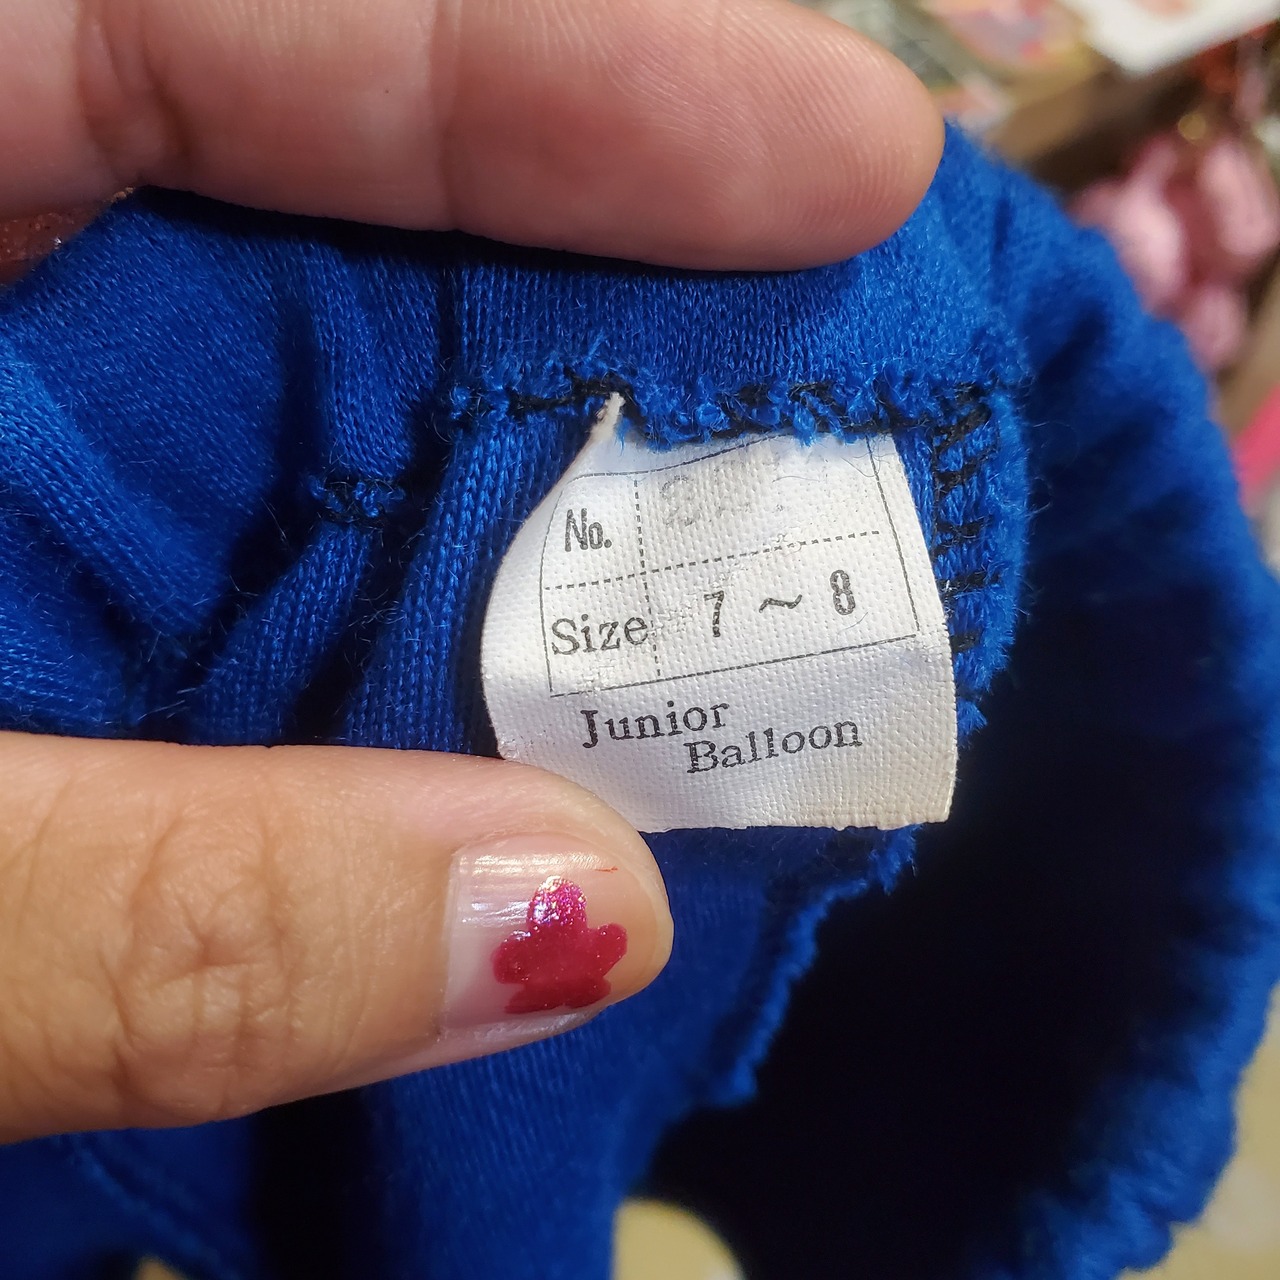 No.
Size 7 ~ 8
Junior
Balloon